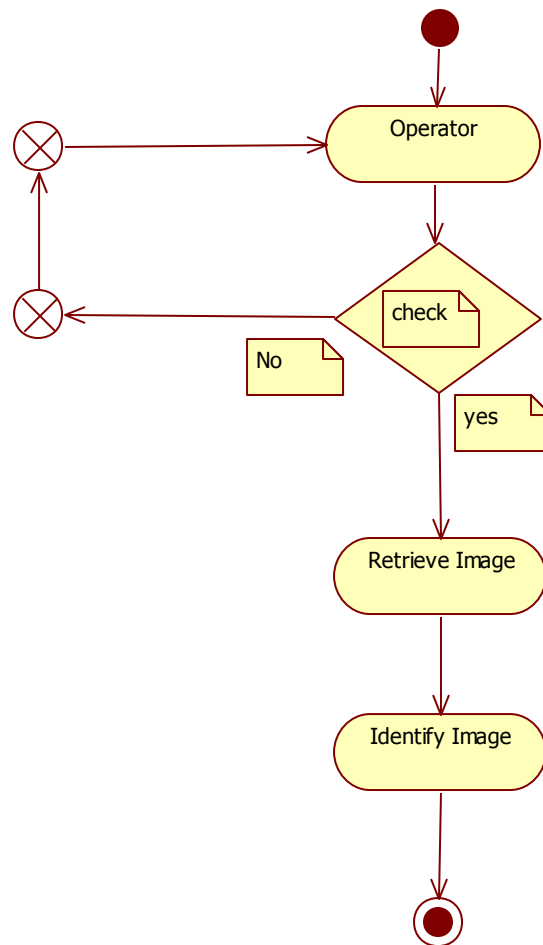 Operator
check
No
yes
Retrieve Image
Identify Image